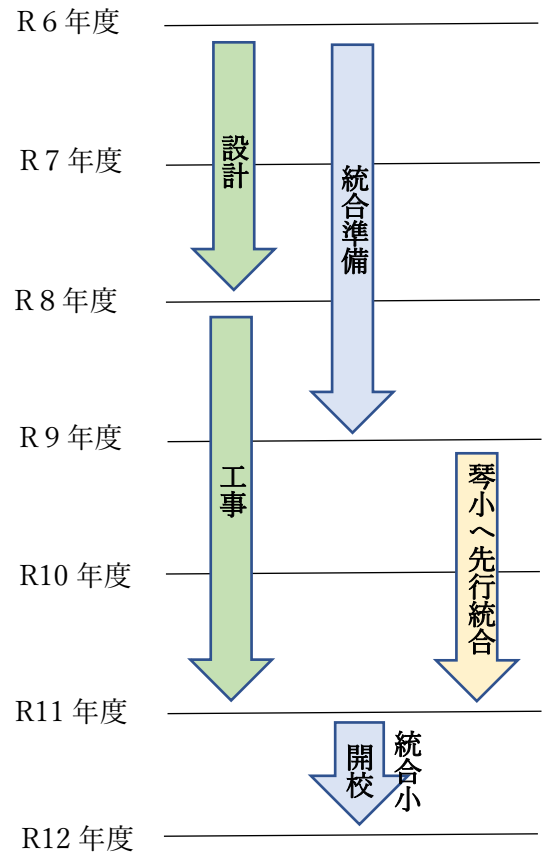 R６年度
設計
統合準備
R７年度
R８年度
工事
R９年度
琴小へ先行統合
R10 年度
R11 年度
開校
統合小
R12 年度